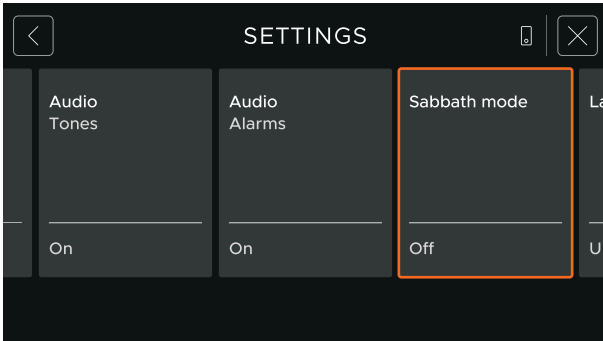 SETTINGS
Audio
Tones
On
Audio
Alarms
On
Sabbath mode
Off